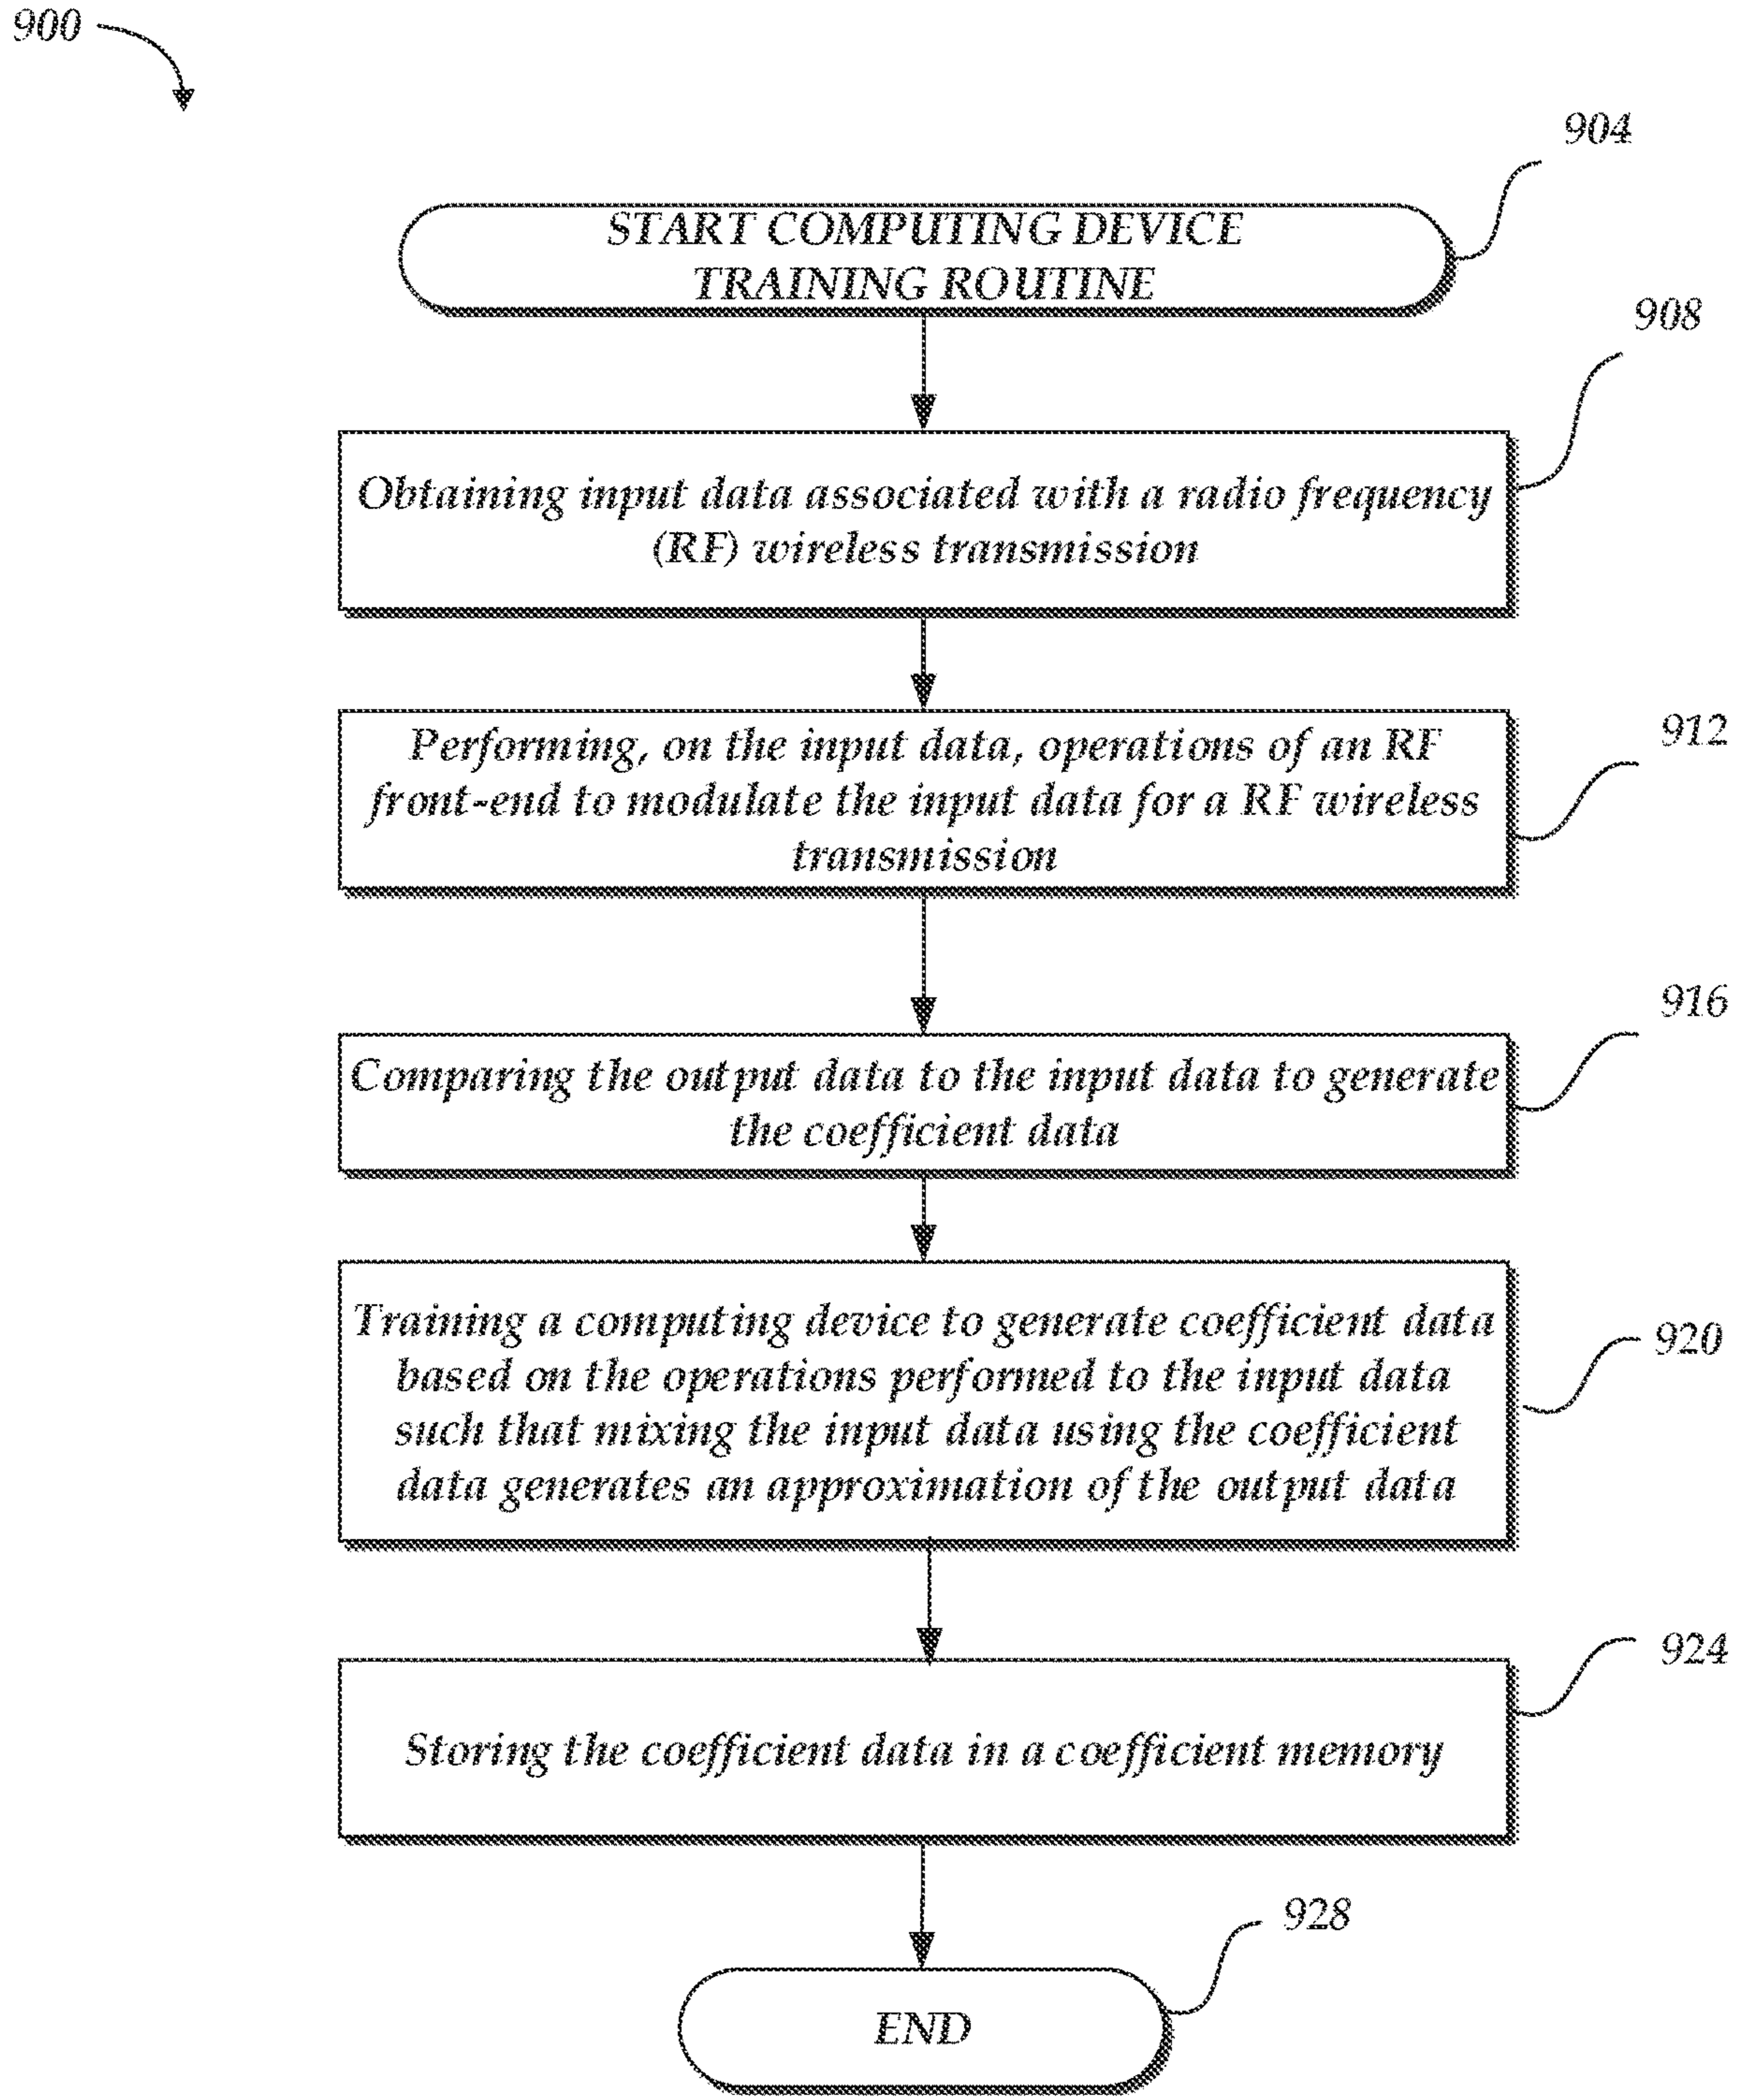 900
904
START COMPUTING DEVICE
TRAINING ROUTINE
908
Obtaining input data associated with a radio frequency
(RF) wireless transmission
912
Performing, on the input data, operations of an RF
front-end to modulate the input data for a RF wireless
transmission
916
Comparing the output data to the input data to generate
the coefficient data
920
Training a computing device to generate coefficient data
based on the operations performed to the input data
such that mixing the input data using the coefficient
data generates an approximation of the output data
924
Storing the coefficient data in a coefficient memory
928
END